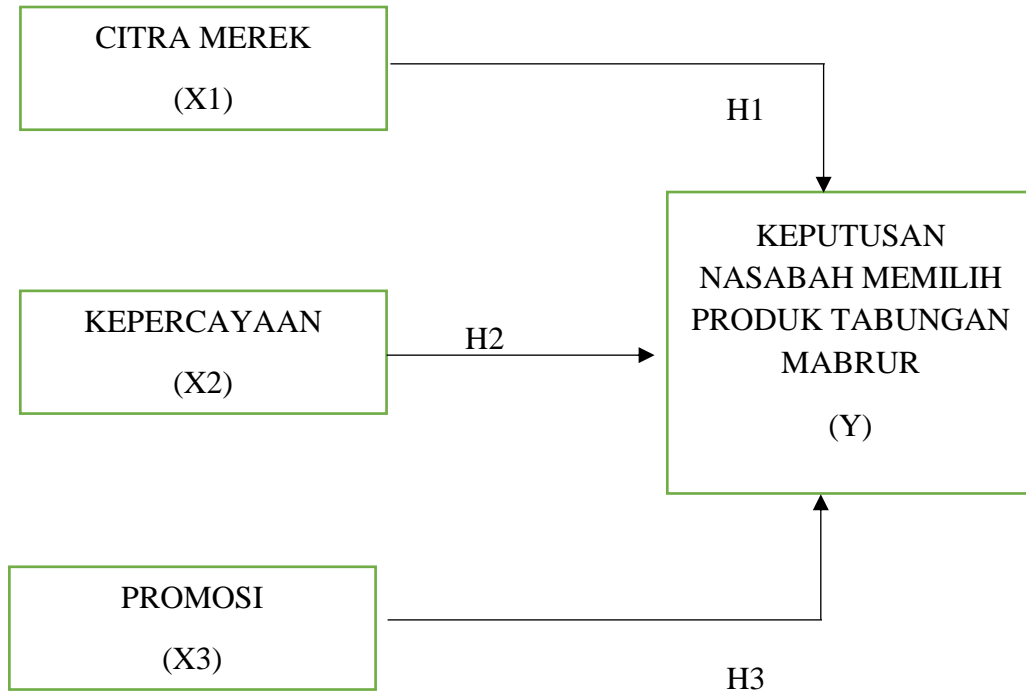 CITRA MEREK
(X1)
H1
KEPUTUSAN
NASABAH MEMILIH
PRODUK TABUNGAN
MABRUR
(Y)
KEPERCAYAAN
(X2)
H2
PROMOSI
(X3)
H3